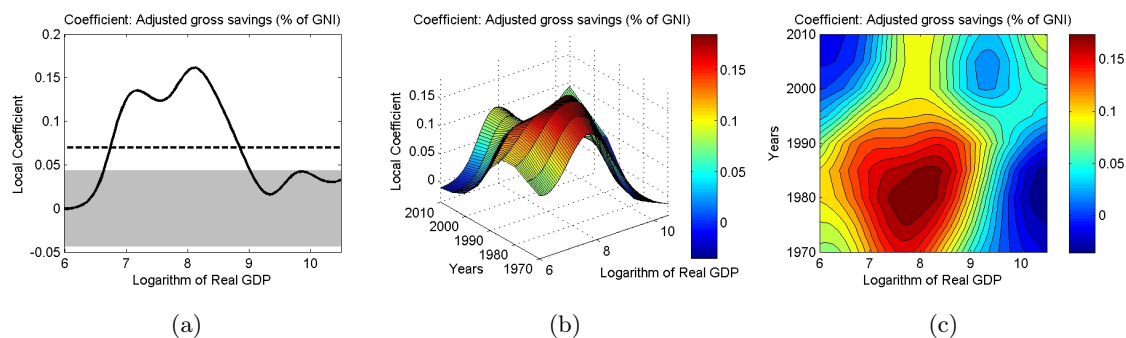 Coefficient: Adjusted gross savings (% of GNI)
0.2
0.15
0.1
0.05
0
-0.05
Local Coefficient
6 7 8 9 10
Logarithm of Real GDP
(a)
Coefficient: Adjusted gross savings (% of GNI)
0.15
0.1
0.05
0
Local Coefficient
2010
2000
1990
1980
1970
Years
6 8 10
Logarithm of Real GDP
0.15
0.1
0.05
0
(b)
Coefficient: Adjusted gross savings (% of GNI)
2010
2000
1990
1980
1970
Years
6 7 8 9 10
Logarithm of Real GDP
0.15
0.1
0.05
0
(c)